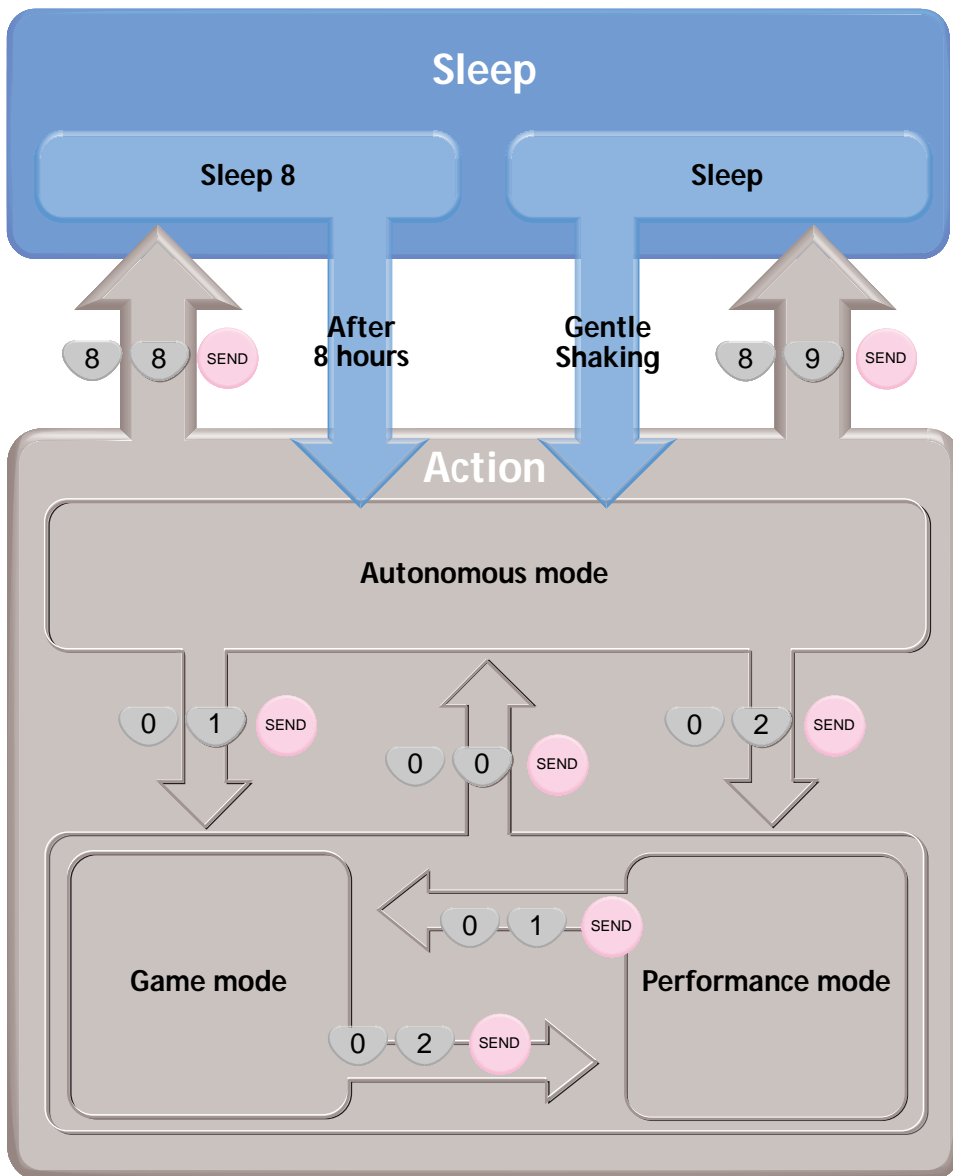 Sleep
Sleep 8
Sleep
After
8 hours
Gentle
Shaking
8 8 SEND
8 9 SEND
Action
Autonomous mode
0 1 SEND
0 0 SEND
0 2 SEND
0 1 SEND
Game mode
Performance mode
0 2 SEND